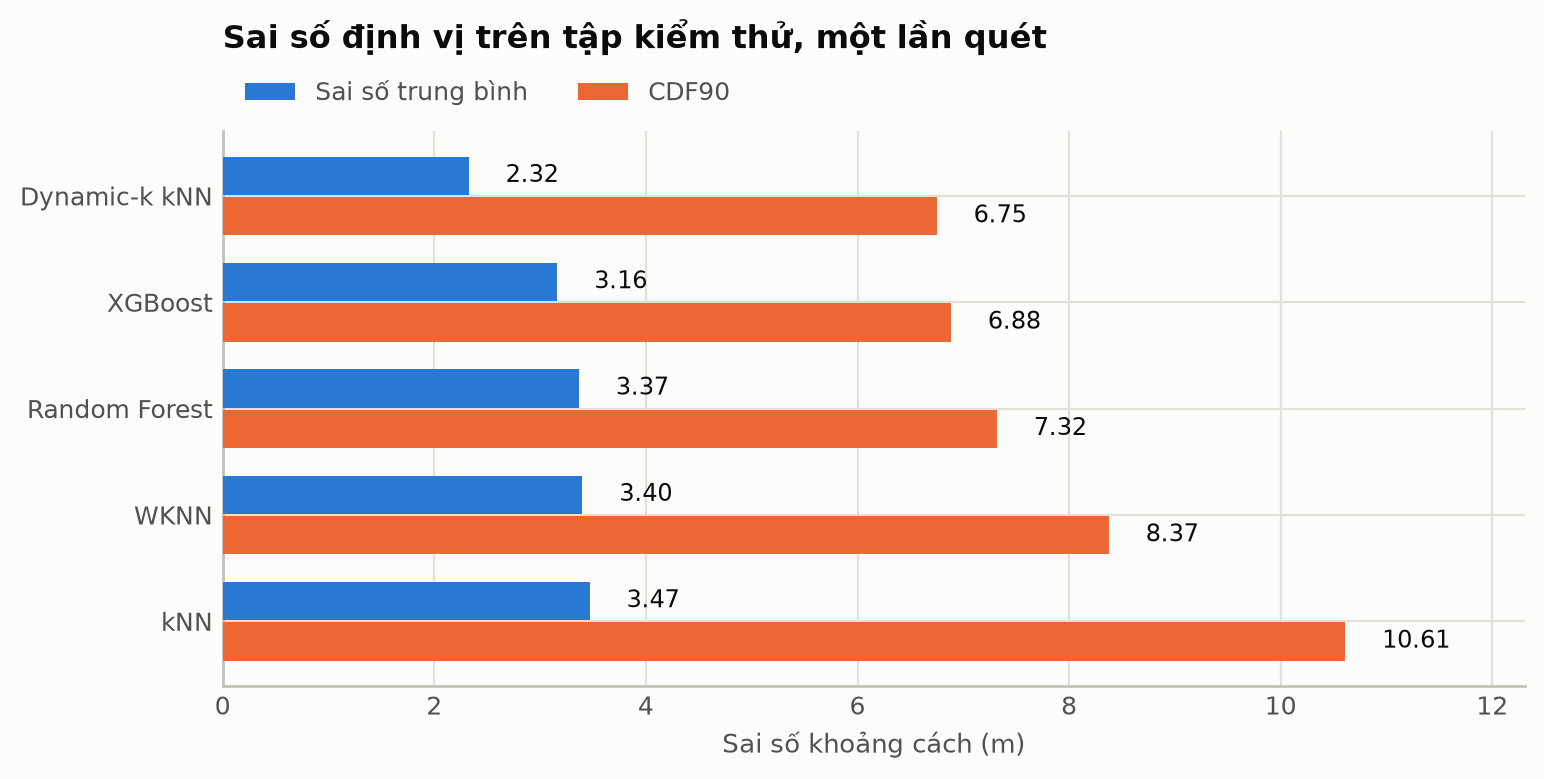 Sai số định vị trên tập kiểm thử, một lần quét
Sai số trung bình CDF90
Dynamic-k kNN 2.32 6.75
XGBoost 3.16 6.88
Random Forest 3.37 7.32
WKNN 3.40 8.37
kNN 3.47 10.61
0 2 4 6 8 10 12
Sai số khoảng cách (m)